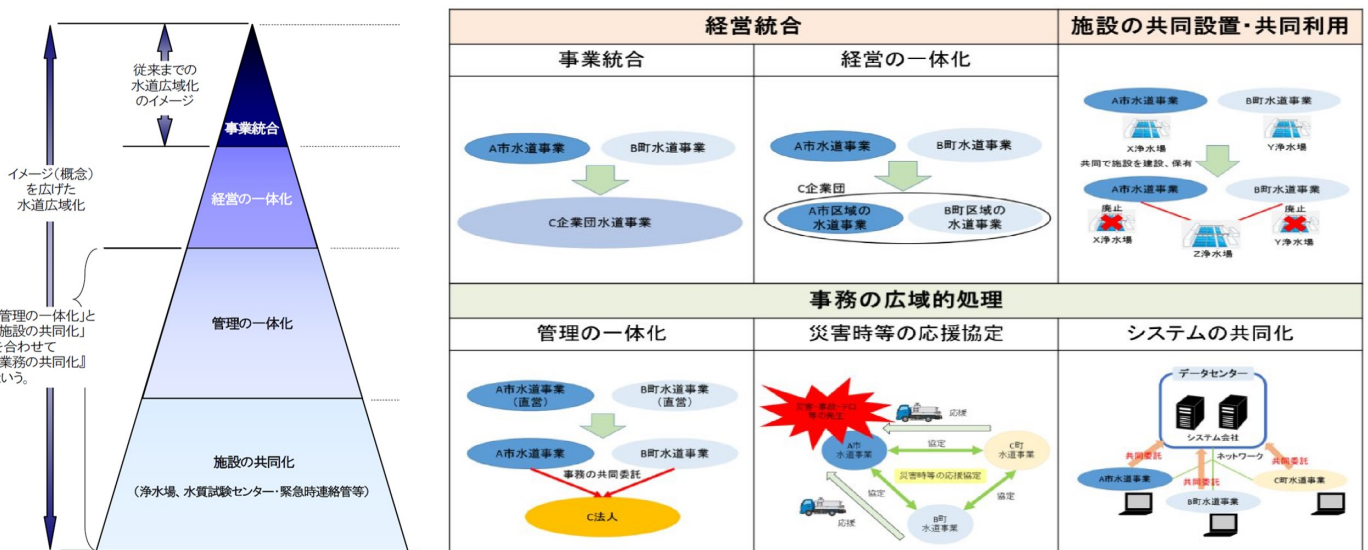 従来までの
水道広域化
のイメージ
事業統合
イメージ(概念)
を広げた
水道広域化
経営の一体化
管理の一体化」と
施設の共同化」
を合わせて
業務の共同化』
いう。
管理の一体化
施設の共同化
(浄水場、水質試験センター・緊急時連絡管等)
経営統合
施設の共同設置・共同利用
事業統合
経営の一体化
A市水道事業
B町水道事業
C企業団水道事業
A市水道事業
B町水道事業
C企業団
A市区域の
水道事業
B町区域の
水道事業
A市水道事業
B町水道事業
X浄水場
Y浄水場
共同で施設を建設、保有
A市水道事業
B町水道事業
廃止
廃止
X浄水場
Y浄水場
Z浄水場
事務の広域的処理
管理の一体化
災害時等の応援協定
システムの共同化
A市水道事業
(直営)
B町水道事業
(直営)
A市水道事業
B町水道事業
事務の共同委託
C法人
災害・事故・テロ
等の発生
応援
A市
水道事業
協定
C町
水道事業
災害時等の応援協定
協定
協定
応援
B町
水道事業
データセンター
システム会社
ネットワーク
共同委託
共同委託
共同委託
A市水道事業
C町水道事業
B町水道事業